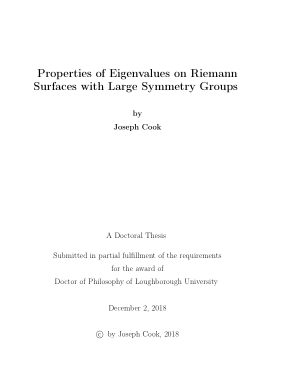 Properties of Eigenvalues on Riemann
Surfaces with Large Symmetry Groups
by
Joseph Cook
A Doctoral Thesis
Submitted in partial fulfillment of the requirements
for the award of
Doctor of Philosophy of Loughborough University
December 2, 2018
© by Joseph Cook, 2018